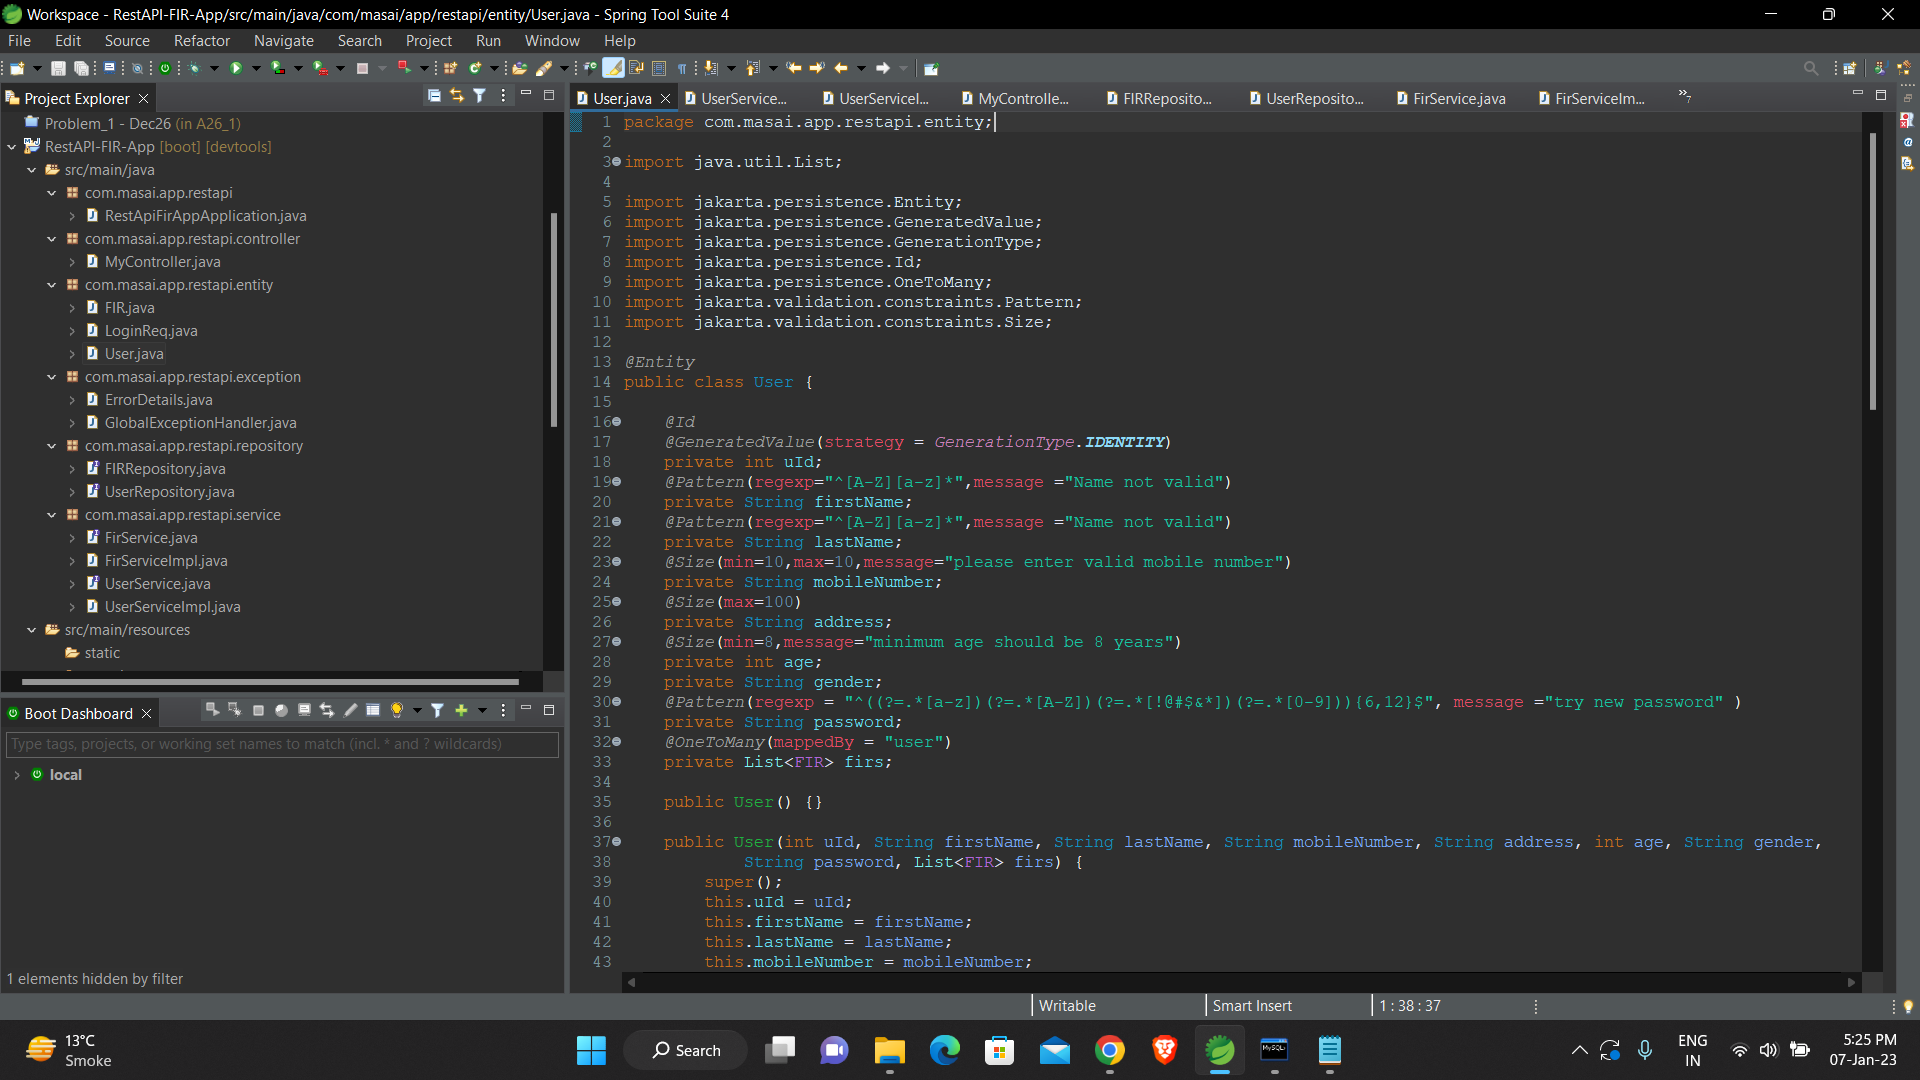 Workspace - RestAPI-FIR-App/src/main/java/com/masai/app/restapi/entity/User.java - Spring Tool Suite 4
File Edit Source Refactor Navigate Search Project Run Window Help
Project Explorer
Problem_1 - Dec26 (in A26_1)
RestAPI-FIR-App [boot] [devtools]
src/main/java
com.masai.app.restapi
RestApiFirAppApplication.java
com.masai.app.restapi.controller
MyController.java
com.masai.app.restapi.entity
FIR.java
LoginReq.java
User.java
com.masai.app.restapi.exception
ErrorDetails.java
GlobalExceptionHandler.java
com.masai.app.restapi.repository
FIRRepository.java
UserRepository.java
com.masai.app.restapi.service
FirService.java
FirServiceImpl.java
UserService.java
UserServiceImpl.java
src/main/resources
static
Boot Dashboard
Type tags, projects, or working set names to match (incl. * and ? wildcards)
local
1 elements hidden by filter
User.java UserService... UserServiceI... MyControlle... FIRReposito... UserReposito... FirService.java FirServiceIm... »7
1 package com.masai.app.restapi.entity;
2
3 import java.util.List;
4
5 import jakarta.persistence.Entity;
6 import jakarta.persistence.GeneratedValue;
7 import jakarta.persistence.GenerationType;
8 import jakarta.persistence.Id;
9 import jakarta.persistence.OneToMany;
10 import jakarta.validation.constraints.Pattern;
11 import jakarta.validation.constraints.Size;
12
13 @Entity
14 public class User {
15
16 @Id
17 @GeneratedValue(strategy = GenerationType.IDENTITY)
18 private int uId;
19 @Pattern(regexp="^[A-Z][a-z]*",message ="Name not valid")
20 private String firstName;
21 @Pattern(regexp="^[A-Z][a-z]*",message ="Name not valid")
22 private String lastName;
23 @Size(min=10,max=10,message="please enter valid mobile number")
24 private String mobileNumber;
25 @Size(max=100)
26 private String address;
27 @Size(min=8,message="minimum age should be 8 years")
28 private int age;
29 private String gender;
30 @Pattern(regexp = "^((?=.*[a-z])(?=.*[A-Z])(?=.*[!@#$&*])(?=.*[0-9])){6,12}$", message ="try new password" )
31 private String password;
32 @OneToMany(mappedBy = "user")
33 private List<FIR> firs;
34
35 public User() {}
36
37 public User(int uId, String firstName, String lastName, String mobileNumber, String address, int age, String gender,
38 String password, List<FIR> firs) {
39 super();
40 this.uId = uId;
41 this.firstName = firstName;
42 this.lastName = lastName;
43 this.mobileNumber = mobileNumber;
Writable Smart Insert 1 : 38 : 37
13°C
Smoke
Search
MySQL
ENG
IN
5:25 PM
07-Jan-23